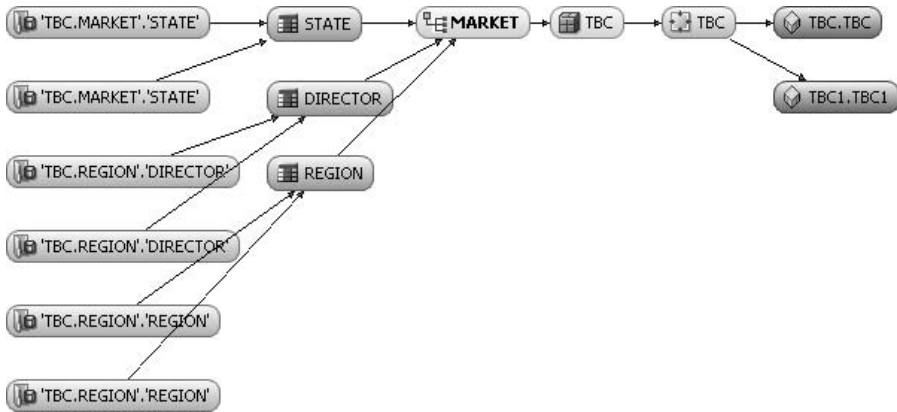 'TBC.MARKET'.'STATE'
STATE
MARKET
TBC
TBC
TBC.TBC
'TBC.MARKET'.'STATE'
DIRECTOR
TBC1.TBC1
'TBC.REGION'.'DIRECTOR'
REGION
'TBC.REGION'.'DIRECTOR'
'TBC.REGION'.'REGION'
'TBC.REGION'.'REGION'